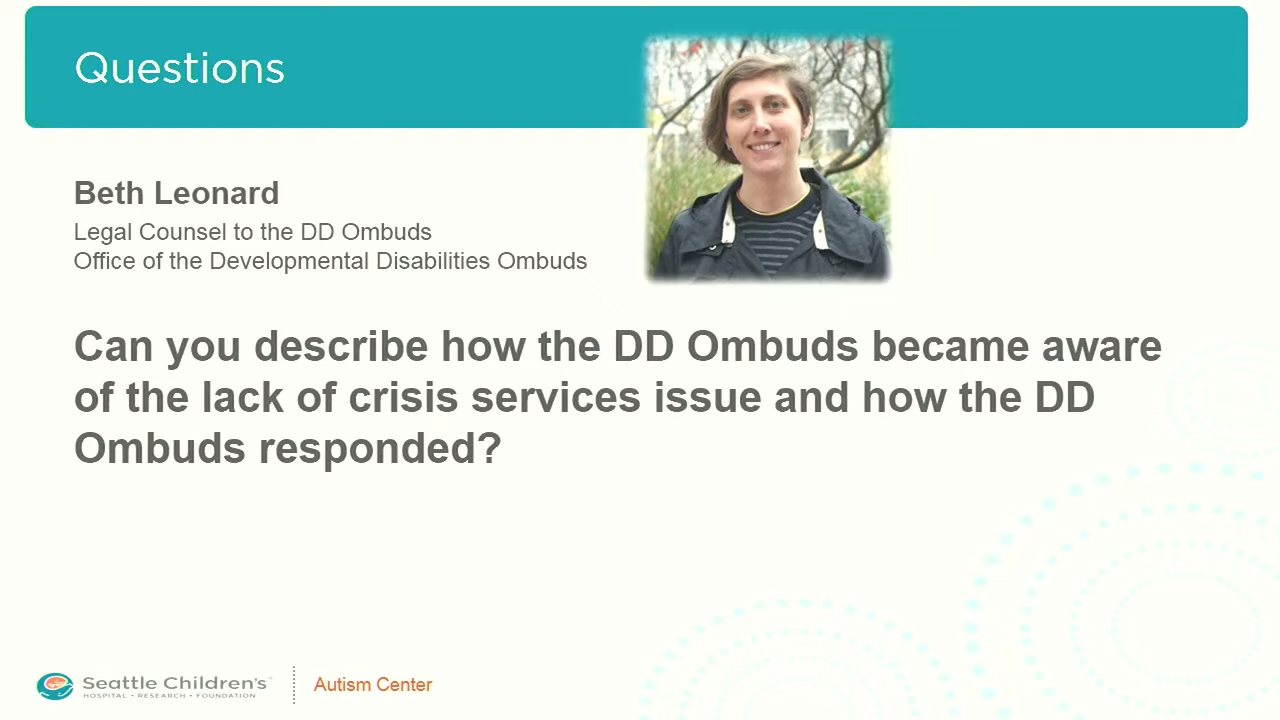 Questions
Beth Leonard
Legal Counsel to the DD Ombuds
Office of the Developmental Disabilities Ombuds
Can you describe how the DD Ombuds became aware
of the lack of crisis services issue and how the DD
Ombuds responded?
Seattle Children's
HOSPITAL • RESEARCH • FOUNDATION
Autism Center